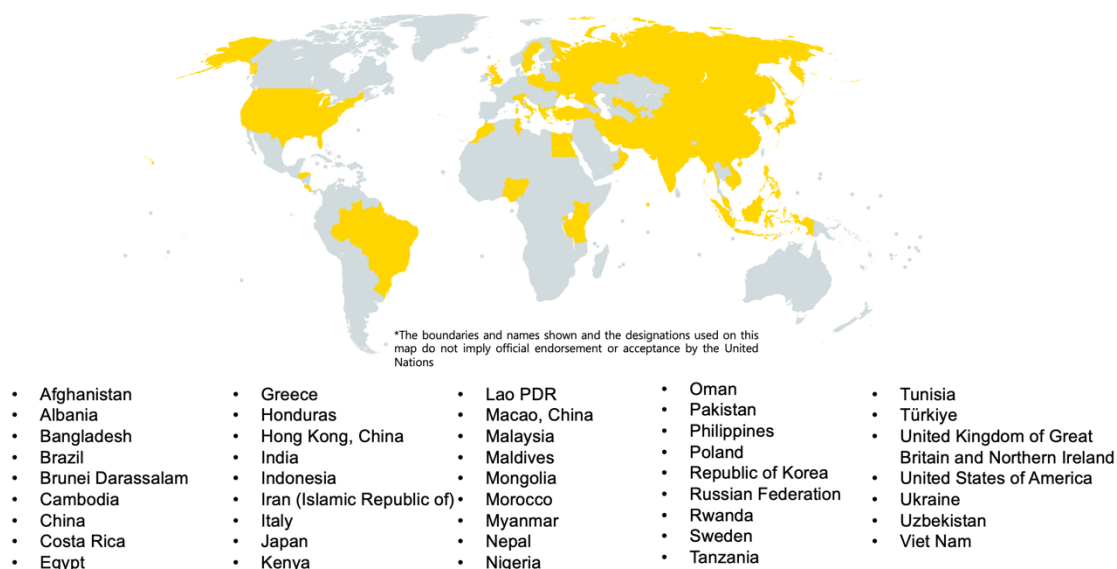 *The boundaries and names shown and the designations used on this
map do not imply official endorsement or acceptance by the United
Nations
• Afghanistan
• Albania
• Bangladesh
• Brazil
• Brunei Darassalam
• Cambodia
• China
• Costa Rica
• Egypt
• Greece
• Honduras
• Hong Kong, China
• India
• Indonesia
• Iran (Islamic Republic of)
• Italy
• Japan
• Kenya
• Lao PDR
• Macao, China
• Malaysia
• Maldives
• Mongolia
• Morocco
• Myanmar
• Nepal
• Nigeria
• Oman
• Pakistan
• Philippines
• Poland
• Republic of Korea
• Russian Federation
• Rwanda
• Sweden
• Tanzania
• Tunisia
• Türkiye
• United Kingdom of Great
Britain and Northern Ireland
• United States of America
• Ukraine
• Uzbekistan
• Viet Nam